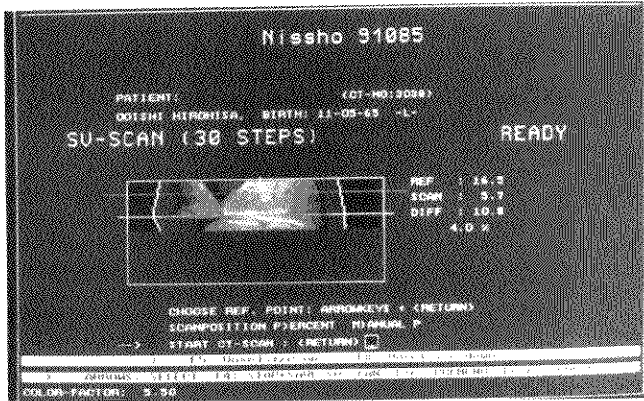 Nissho 91085
PATIENT: (CT-NO:3030)
OOISHI HIROHISA, BIRTH: 11-05-65 -L-
SV-SCAN (30 STEPS) READY
REF : 16.5
SCAN : 5.7
DIFF : 10.8
4.0 %
CHOOSE REF. POINT: ARROWKEYS + (RETURN)
SCANPOSITION P)ERCENT M)ANUAL P
--> START CT-SCAN : (RETURN)
COLOR-FACTOR: 5.50